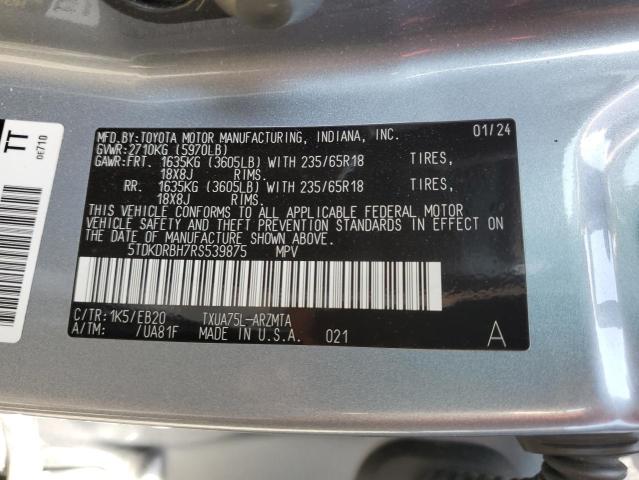 MFD.BY:TOYOTA MOTOR MANUFACTURING, INDIANA, INC. 01/24
GVWR:2710KG (5970LB)
GAWR:FRT. 1635KG (3605LB) WITH 235/65R18 TIRES,
18X8J RIMS.
RR. 1635KG (3605LB) WITH 235/65R18 TIRES,
18X8J RIMS.
THIS VEHICLE CONFORMS TO ALL APPLICABLE FEDERAL MOTOR
VEHICLE SAFETY AND THEFT PREVENTION STANDARDS IN EFFECT ON
THE DATE OF MANUFACTURE SHOWN ABOVE.
5TDKDRBH7RS539875 MPV
C/TR:1K5/EB20 TXUA75L-ARZMTA
A/TM: /UA81F MADE IN U.S.A. 021 A
TT
0E710